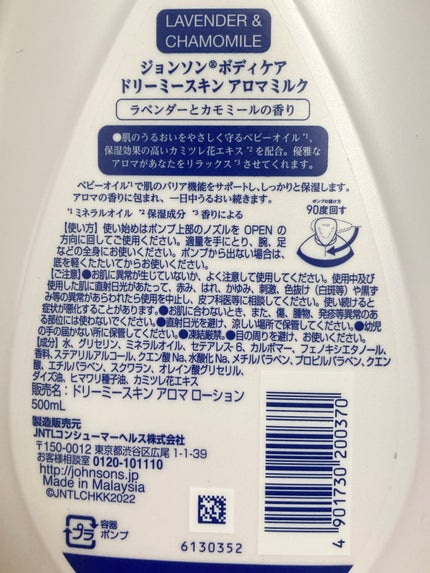 LAVENDER &
CHAMOMILE
ジョンソン®ボディケア
ドリーミースキン アロマミルク
ラベンダーとカモミールの香り
●肌のうるおいをやさしく守るベビーオイル*1、
保湿効果の高いカミツレ花エキス*2を配合。優雅な
アロマがあなたをリラックス*3させてくれます。
ベビーオイル*1で肌のバリア機能をサポートし、しっかりと保湿します。
アロマの香りに包まれ、一日中うるおい続きます。
*1ミネラルオイル *2保湿成分 *3香りによる
ポンプの開け方
90度回す
【使い方】使い始めはポンプ上部のノズルを OPEN の
方向に回してご使用ください。適量を手にとり、腕、足
などの全身にお使いください。ポンプから出ない場合は、
底を軽くたたいてからお使いください。
【ご注意】●お肌に異常が生じていないか、よく注意して使用してください。使用中及び
使用した肌に直射日光があたって、赤み、はれ、かゆみ、刺激、色抜け(白斑等)や黒ず
み等の異常があらわれたら使用を中止し、皮フ科医等に相談してください。使い続けると
症状が悪化することがあります。●お肌に合わないとき、また、傷、腫物、発疹等異常のあ
る部位には使わないでください。●直射日光を避け、涼しい場所で保管してください。●幼児
の手の届かない所に保管してください。●凍結厳禁。●目の周りを避け、お使いください。
【成分】水、グリセリン、ミネラルオイル、セテアレス-6、カルボマー、フェノキシエタノール、
香料、ステアリルアルコール、クエン酸Na、水酸化Na、メチルパラベン、プロピルパラベン、クエン
酸、エチルパラベン、スクワラン、オレイン酸グリセリル、
ダイズ油、ヒマワリ種子油、カミツレ花エキス
販売名:ドリーミースキン アロマ ローション
500mL
製造販売元
JNTLコンシューマーヘルス株式会社
〒150-0012 東京都渋谷区広尾 1-1-39
お客様相談室 0120-101110
http://johnsons.jp
Made in Malaysia
©JNTLCHKK2022
プラ
容器
ポンプ
6130352
4 901730 200370